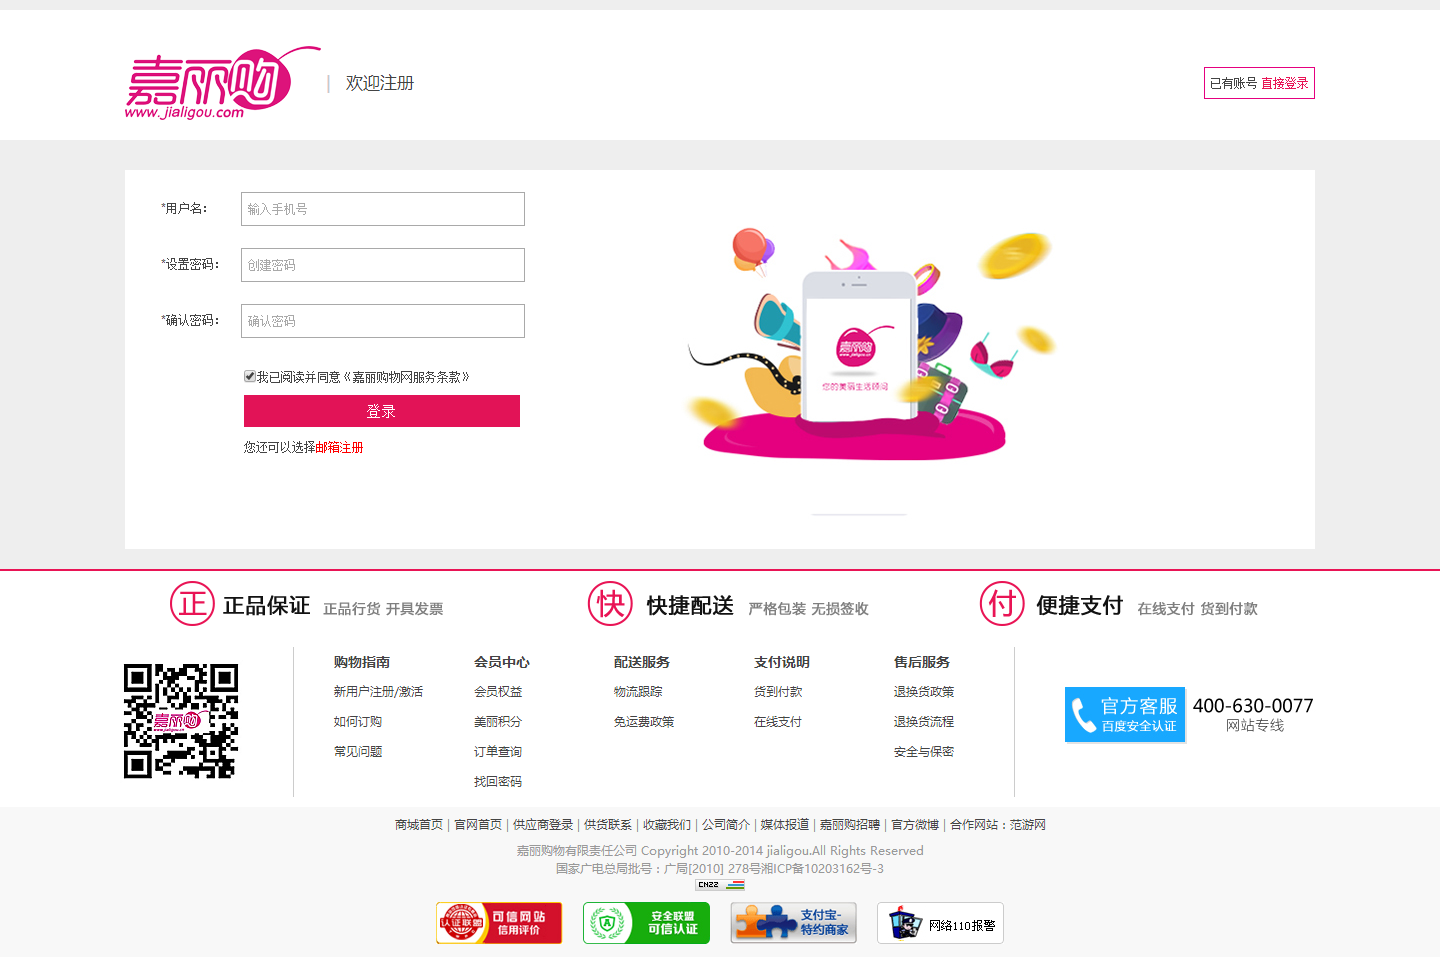 嘉丽购
www.jialigou.com
| 欢迎注册
已有账号 直接登录
*用户名：
输入手机号
*设置密码：
创建密码
*确认密码：
确认密码
我已阅读并同意《嘉丽购物网服务条款》
登录
您还可以选择邮箱注册
嘉丽购
www.jialigou.cn
您的美丽生活顾问
正 正品保证 正品行货 开具发票
快 快捷配送 严格包装 无损签收
付 便捷支付 在线支付 货到付款
嘉丽购
www.jialigou.cn
购物指南
新用户注册/激活
如何订购
常见问题
会员中心
会员权益
美丽积分
订单查询
找回密码
配送服务
物流跟踪
免运费政策
支付说明
货到付款
在线支付
售后服务
退换货政策
退换货流程
安全与保密
官方客服
百度安全认证
400-630-0077
网站专线
商城首页 | 官网首页 | 供应商登录 | 供货联系 | 收藏我们 | 公司简介 | 媒体报道 | 嘉丽购招聘 | 官方微博 | 合作网站：范游网
嘉丽购物有限责任公司 Copyright 2010-2014 jialigou.All Rights Reserved
国家广电总局批号：广局[2010] 278号湘ICP备10203162号-3
CNZZ
认证联盟
可信网站
信用评价
安全联盟
可信认证
支付宝-
特约商家
网络110报警